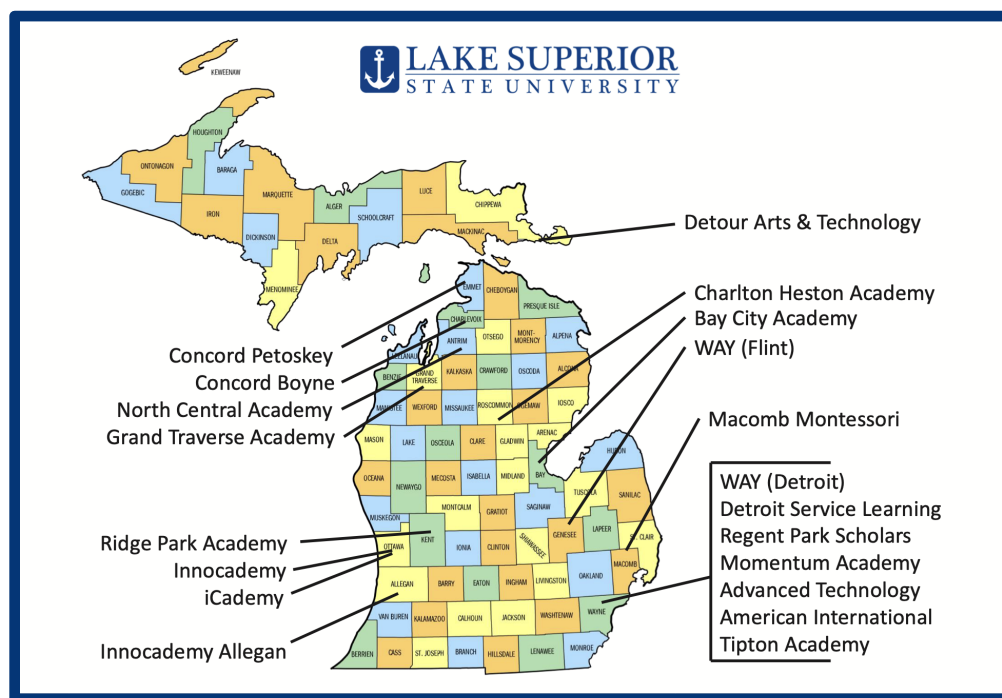 LAKE SUPERIOR
STATE UNIVERSITY
KEWEENAW
HOUGHTON
ONTONAGON
BARAGA
GOGEBIC
MARQUETTE
LUCE
CHIPPEWA
ALGER
SCHOOLCRAFT
IRON
MACKINAC
DICKINSON
DELTA
MENOMINEE
Detour Arts & Technology
Charlton Heston Academy
Bay City Academy
WAY (Flint)
Macomb Montessori
WAY (Detroit)
Detroit Service Learning
Regent Park Scholars
Momentum Academy
Advanced Technology
American International
Tipton Academy
Concord Petoskey
Concord Boyne
North Central Academy
Grand Traverse Academy
Ridge Park Academy
Innocademy
iCademy
Innocademy Allegan
EMMET
CHEBOYGAN
PRESQUE ISLE
CHARLEVOIX
ANTRIM
OTSEGO
MONT-
MORENCY
ALPENA
BENZIE
GRAND
TRAVERSE
KALKASKA
CRAWFORD
OSCODA
ALCONA
WEXFORD
MISSAUKEE
ROSCOMMON
IOSCO
ARENAC
MASON
LAKE
OSCEOLA
CLARE
GLADWIN
HURON
OCEANA
NEWAYGO
MECOSTA
ISABELLA
MIDLAND
BAY
TUSCOLA
SANILAC
MUSKEGON
MONTCALM
GRATIOT
SAGINAW
GENESEE
LAPEER
OTTAWA
KENT
IONIA
CLINTON
SHIAWASSEE
MACOMB
OAKLAND
ALLEGAN
BARRY
EATON
INGHAM
LIVINGSTON
WAYNE
VAN BUREN
KALAMAZOO
CALHOUN
JACKSON
WASHTENAW
BERRIEN
CASS
ST. JOSEPH
BRANCH
HILLSDALE
LENAWEE
MONROE